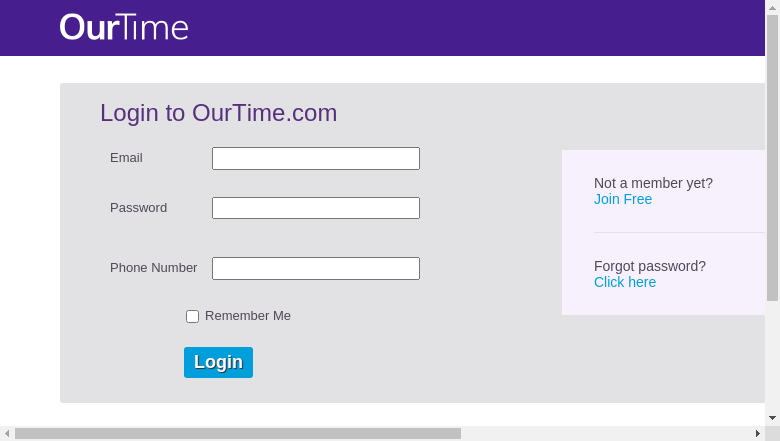 OurTime
Login to OurTime.com
Email
Password
Phone Number
Remember Me
Login
Not a member yet?
Join Free
Forgot password?
Click here